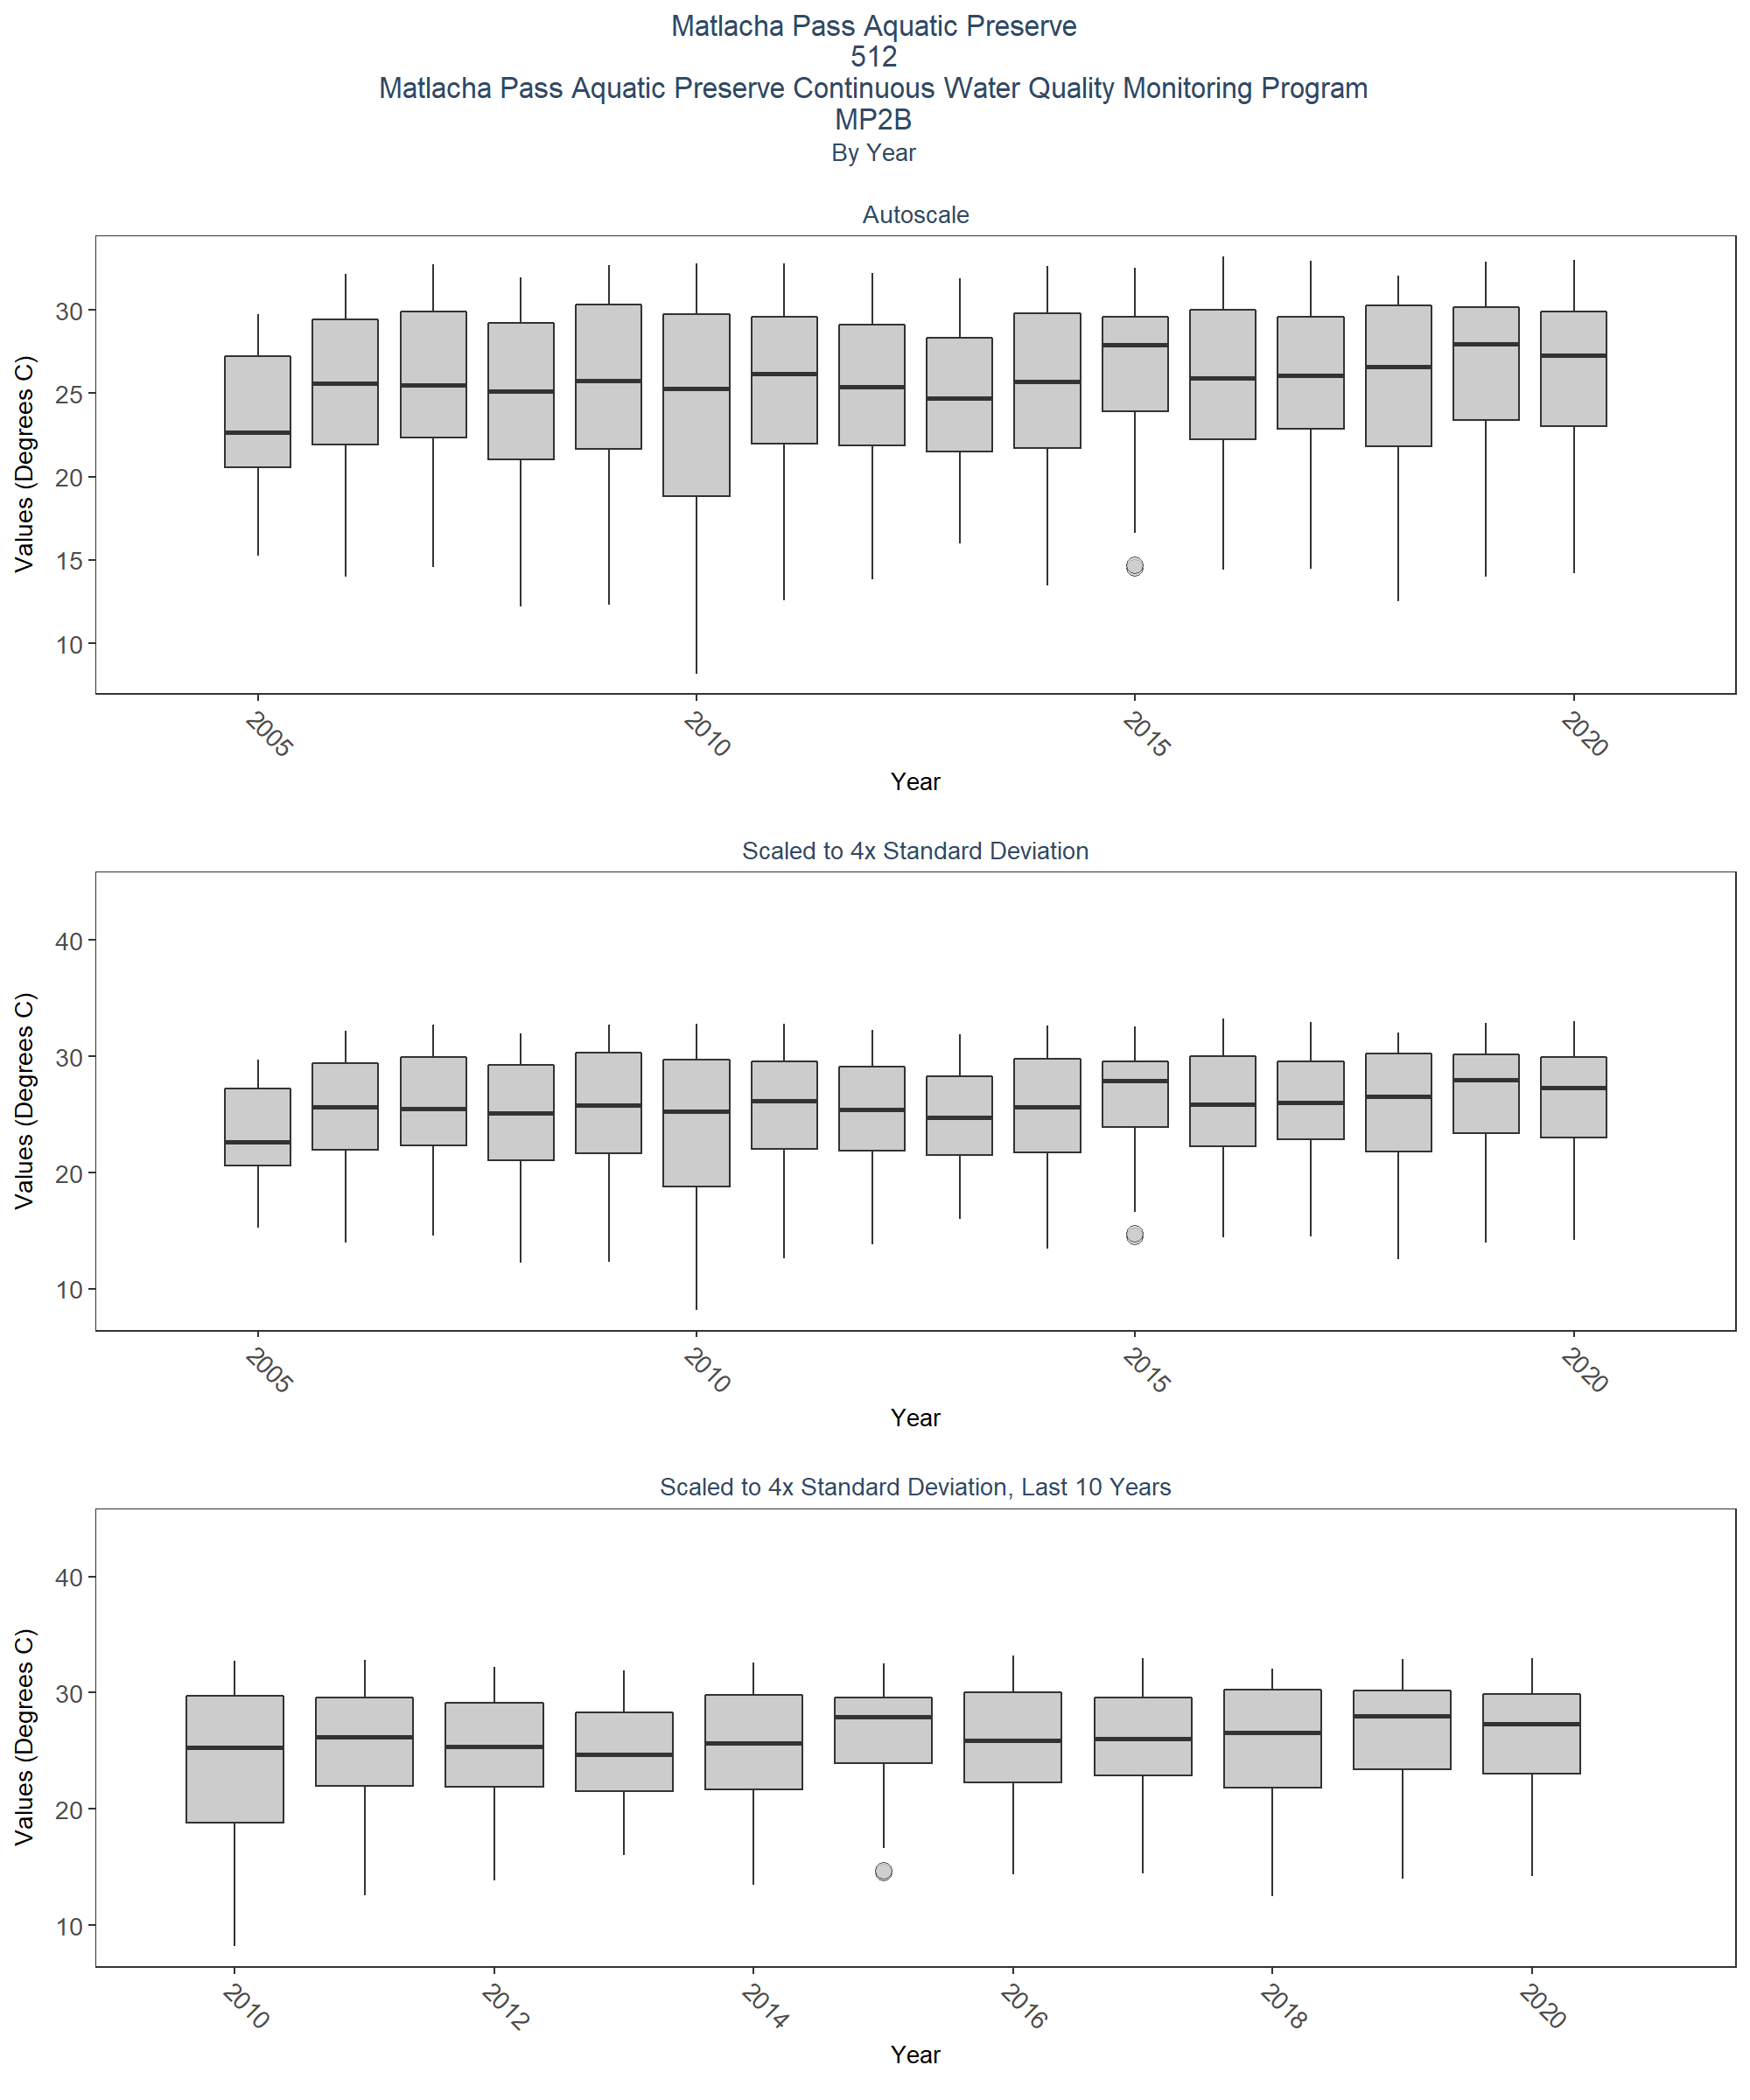 Matlacha Pass Aquatic Preserve
512
Matlacha Pass Aquatic Preserve Continuous Water Quality Monitoring Program
MP2B
By Year
Autoscale
Values (Degrees C)
30
25
20
15
10
2005
2010
2015
2020
Year
Scaled to 4x Standard Deviation
Values (Degrees C)
40
30
20
10
2005
2010
2015
2020
Year
Scaled to 4x Standard Deviation, Last 10 Years
Values (Degrees C)
40
30
20
10
2010
2012
2014
2016
2018
2020
Year